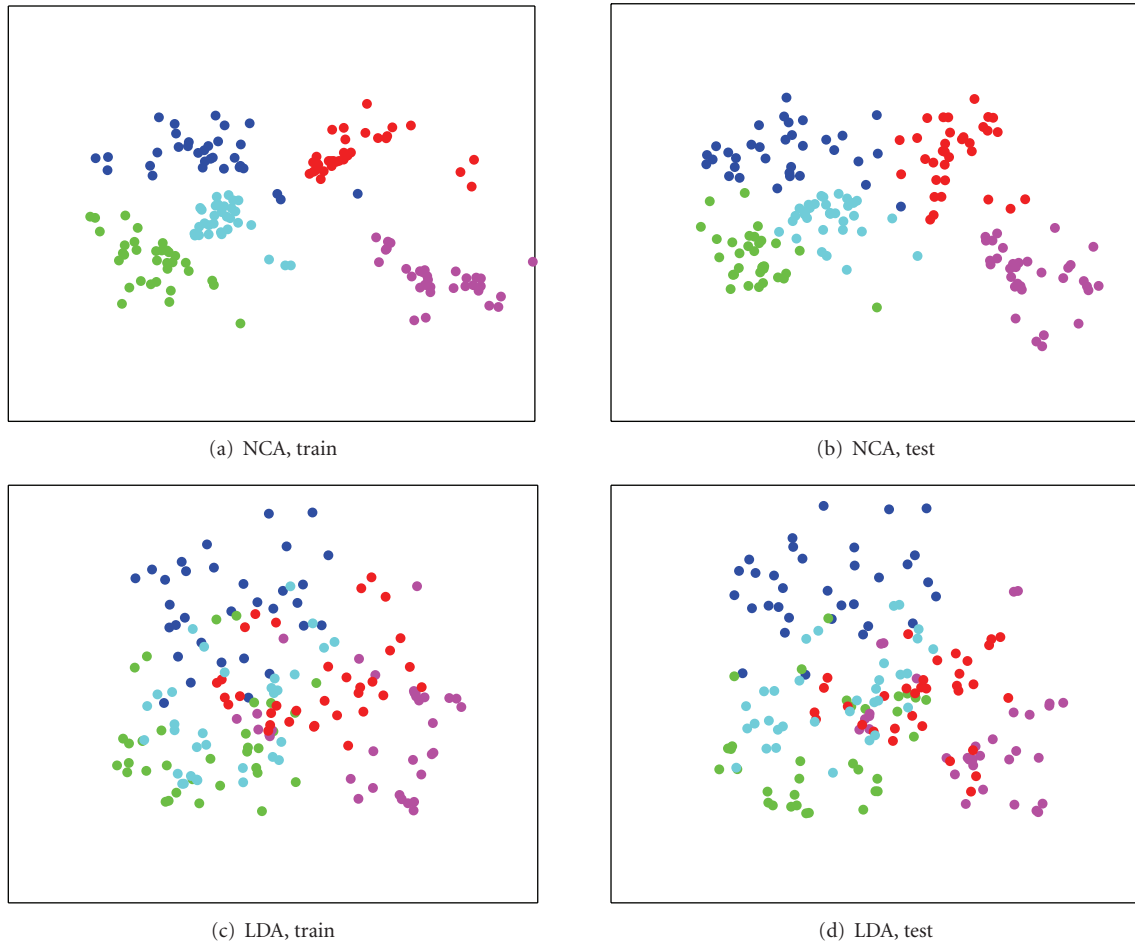 (a) NCA, train
(b) NCA, test
(c) LDA, train
(d) LDA, test